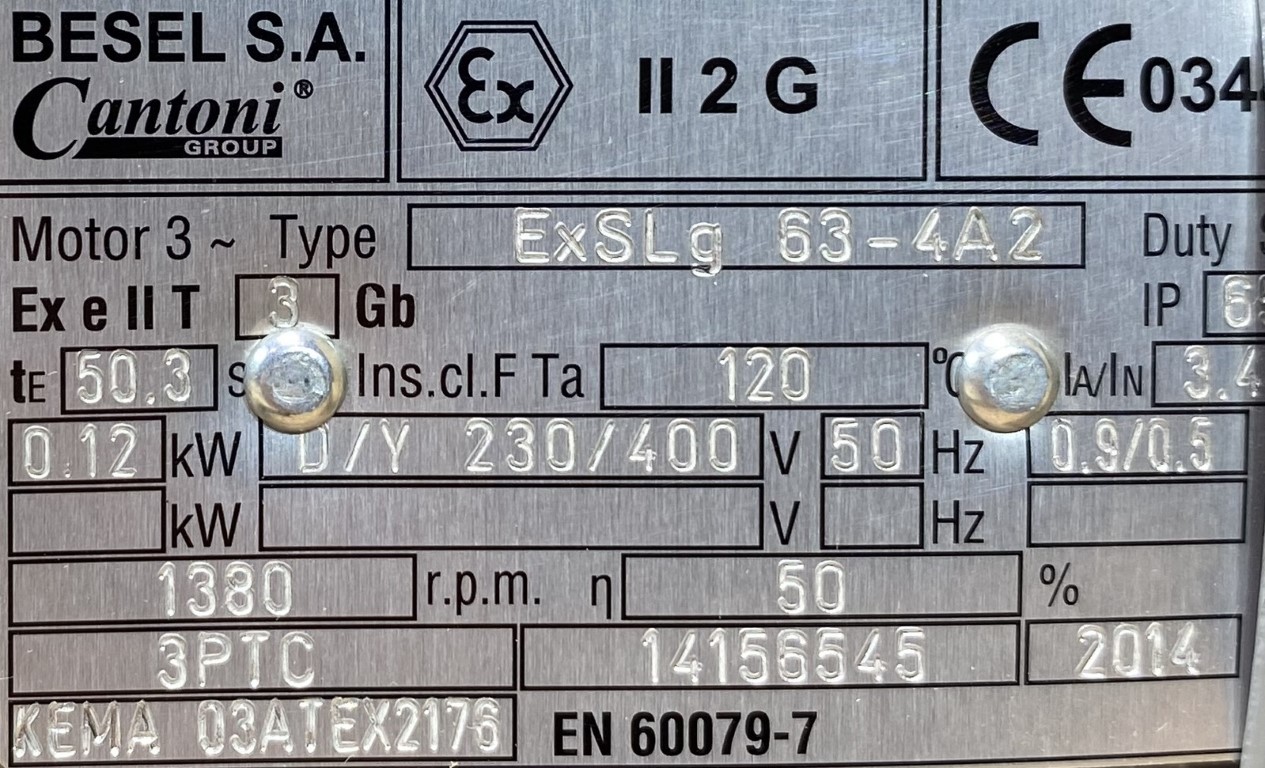 BESEL S.A.
Cantoni®
GROUP
Ex II 2 G
CE 034
Motor 3 ~ Type ExSLg 63-4A2 Duty
Ex e II T 3 Gb IP 6
tE 50.3 s Ins.cl.F Ta 120 °C IA/IN 3.4
0.12 kW D/Y 230/400 V 50 Hz 0.9/0.5
kW V Hz
1380 r.p.m. η 50 %
3PTC 14156545 2014
KEMA 03ATEX2176 EN 60079-7